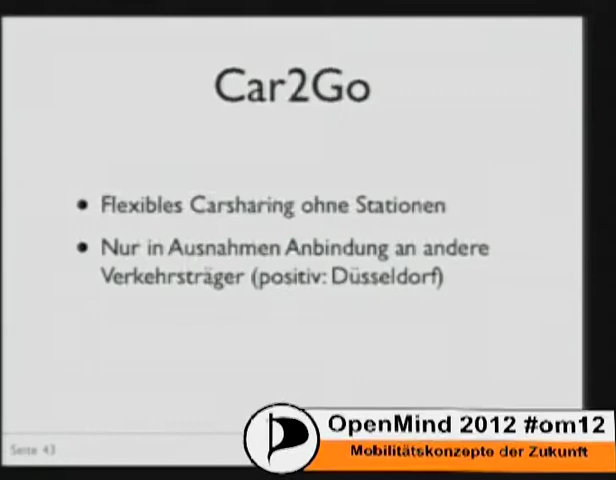 Car2Go
• Flexibles Carsharing ohne Stationen
• Nur in Ausnahmen Anbindung an andere
Verkehrsträger (positiv: Düsseldorf)
Seite 43
OpenMind 2012 #om12
Mobilitätskonzepte der Zukunft